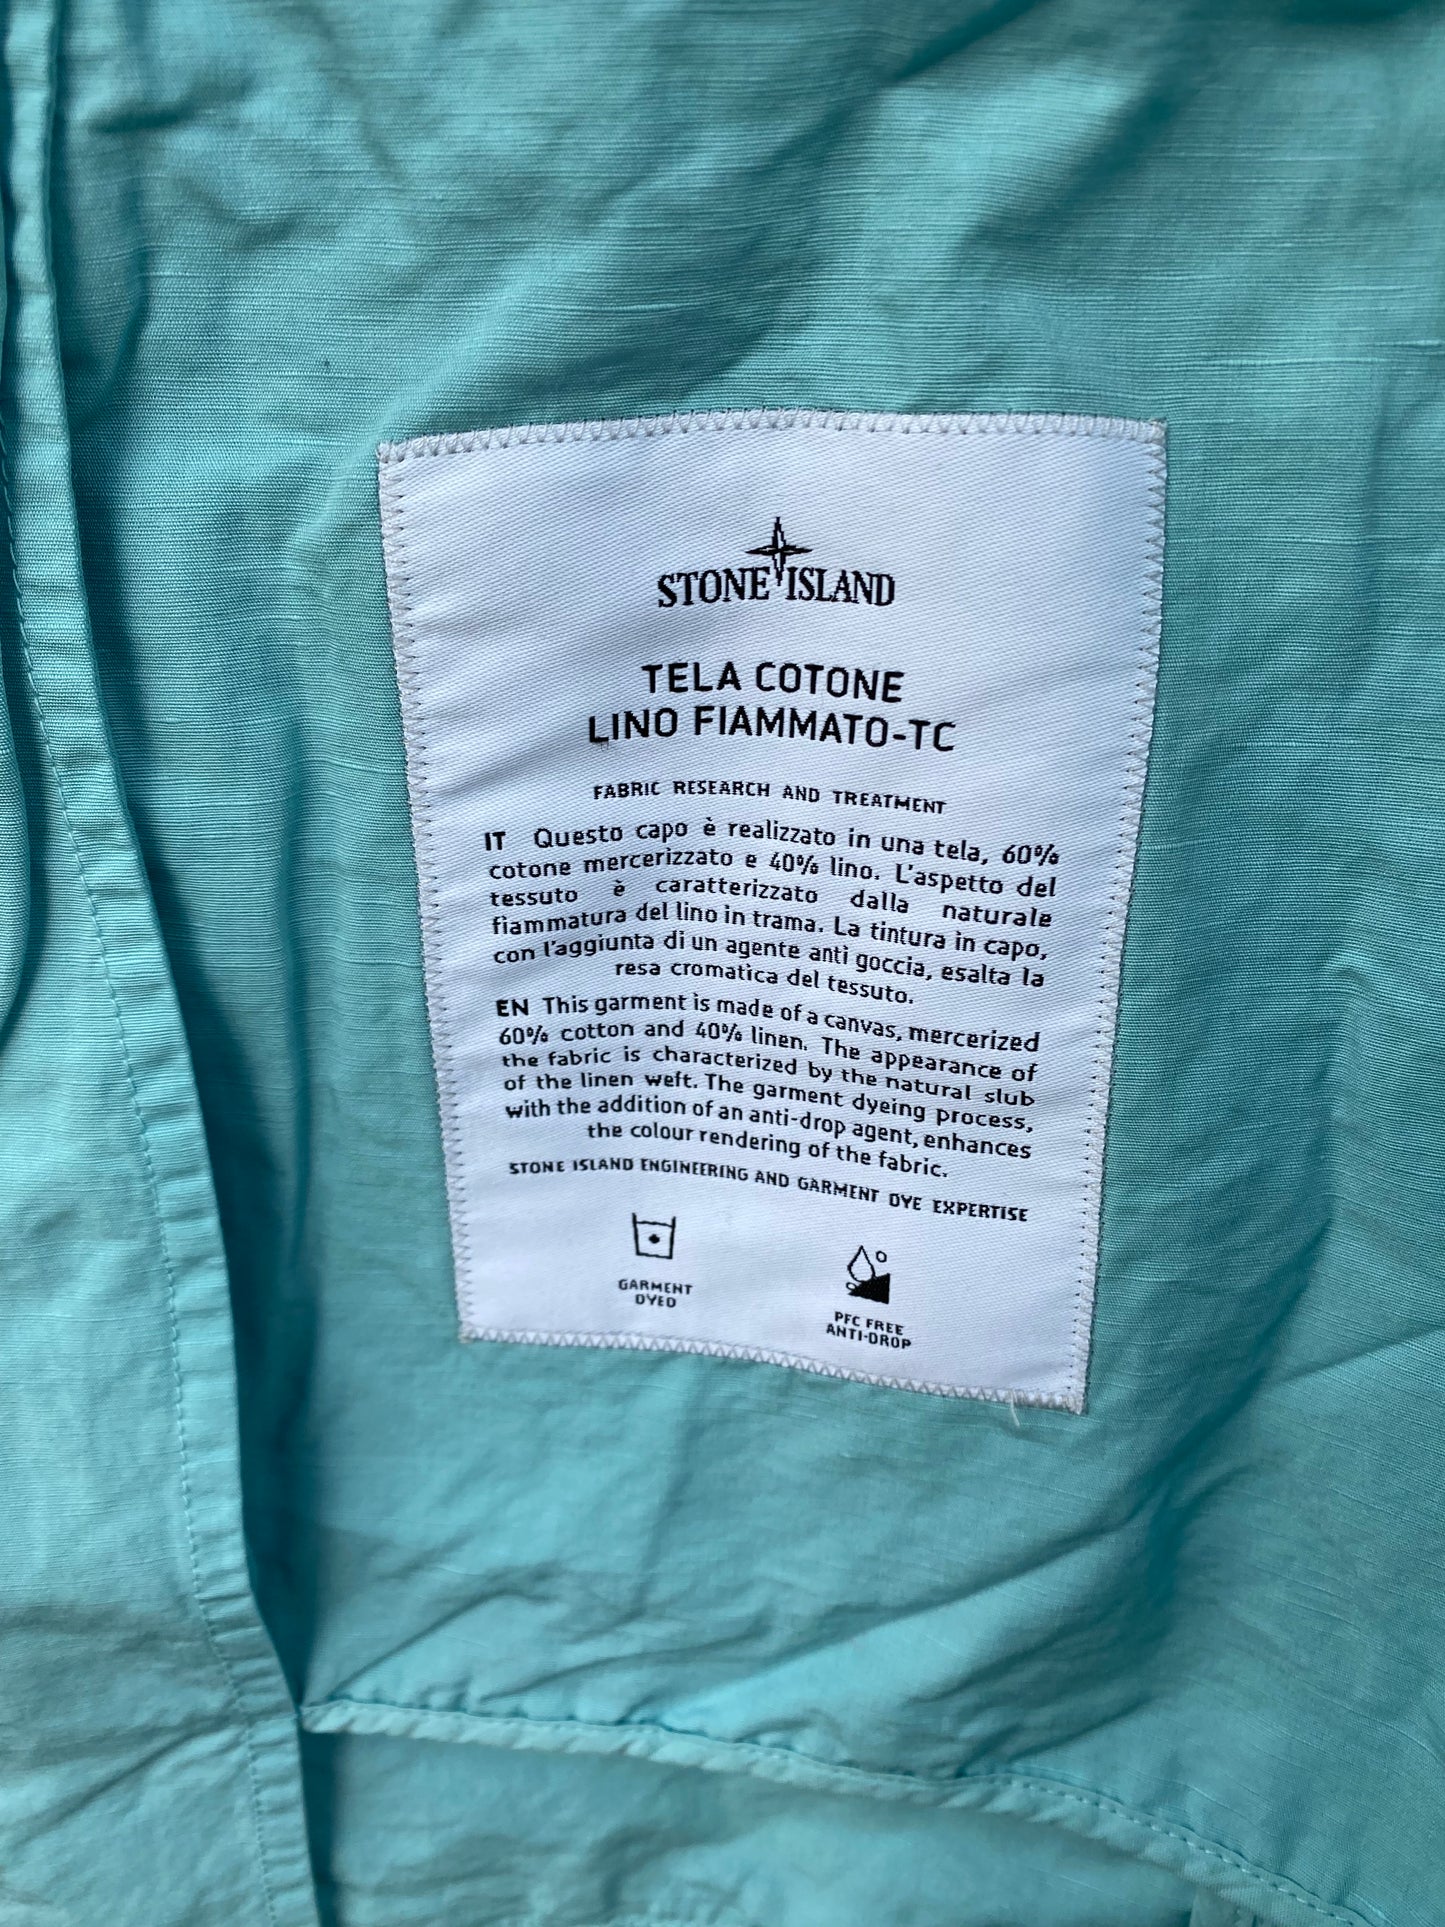 STONE ISLAND
TELA COTONE
LINO FIAMMATO-TC
FABRIC RESEARCH AND TREATMENT
IT Questo capo è realizzato in una tela, 60%
cotone mercerizzato e 40% lino. L'aspetto del
tessuto è caratterizzato dalla naturale
fiammatura del lino in trama. La tintura in capo,
con l'aggiunta di un agente anti goccia, esalta la
resa cromatica del tessuto.
EN This garment is made of a canvas, mercerized
60% cotton and 40% linen. The appearance of
the fabric is characterized by the natural slub
of the linen weft. The garment dyeing process,
with the addition of an anti-drop agent, enhances
the colour rendering of the fabric.
STONE ISLAND ENGINEERING AND GARMENT DYE EXPERTISE
GARMENT
DYED
PFC FREE
ANTI-DROP